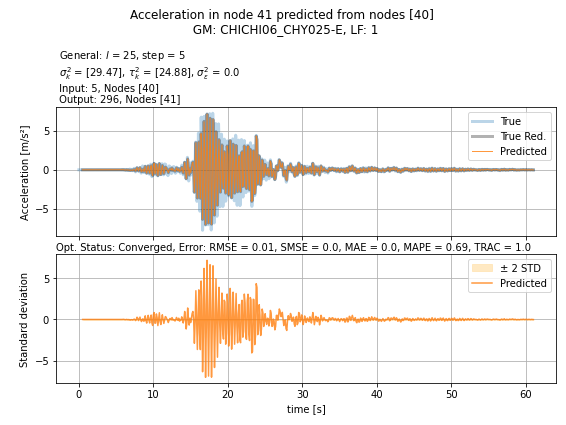 Acceleration in node 41 predicted from nodes [40]
GM: CHICHI06_CHY025-E, LF: 1
General: l = 25, step = 5
σ²ₖ = [29.47], τ²ₖ = [24.88], σ²ε = 0.0
Input: 5, Nodes [40]
Output: 296, Nodes [41]
Acceleration [m/s²]
5
0
−5
True
True Red.
Predicted
Opt. Status: Converged, Error: RMSE = 0.01, SMSE = 0.0, MAE = 0.0, MAPE = 0.69, TRAC = 1.0
Standard deviation
5
0
−5
± 2 STD
Predicted
0 10 20 30 40 50 60
time [s]